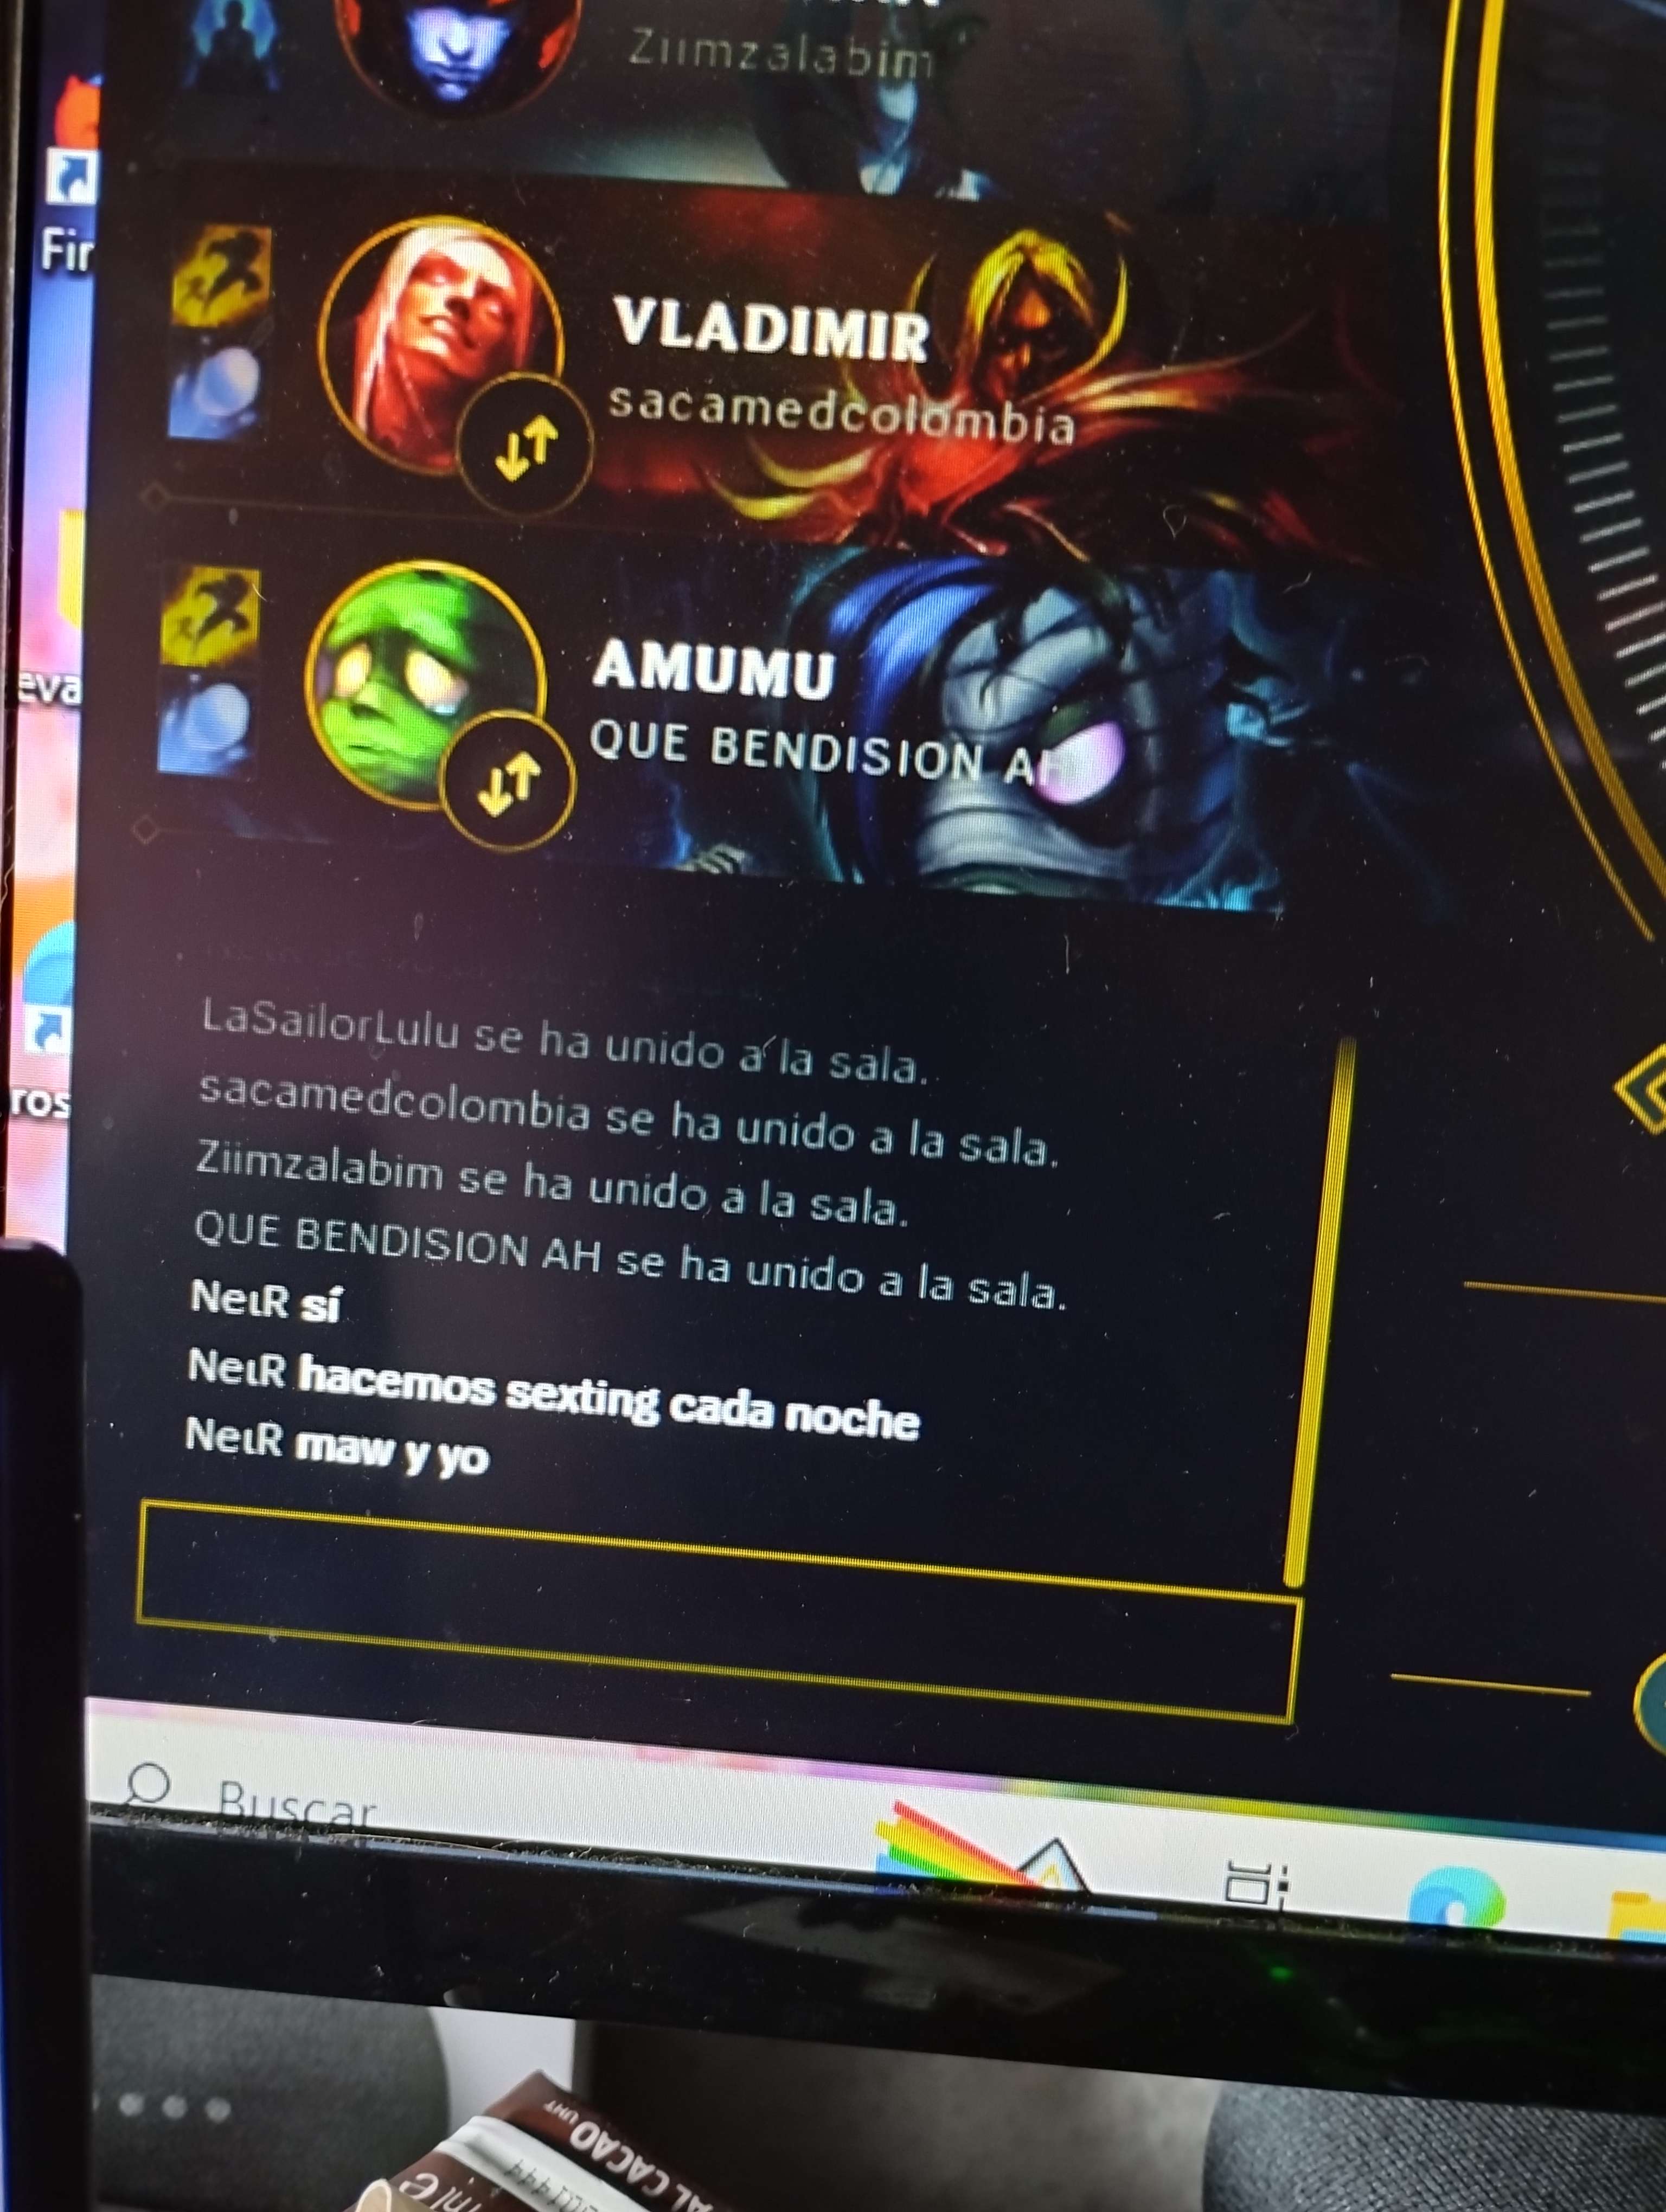 Ziimzalabim
Fir
VLADIMIR
sacamedcolombia
AMUMU
QUE BENDISION AH
eva
LaSailorLulu se ha unido a la sala.
sacamedcolombia se ha unido a la sala.
ros
Ziimzalabim se ha unido a la sala.
QUE BENDISION AH se ha unido a la sala.
NeιR sí
NeιR hacemos sexting cada noche
NeιR maw y yo
Buscar
AL CACAO UHT